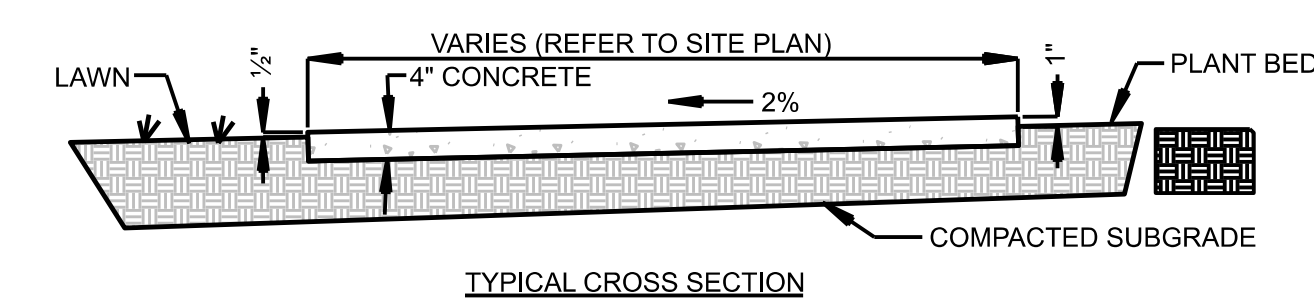 VARIES (REFER TO SITE PLAN)
½"
1"
LAWN
4" CONCRETE
PLANT BED
2%
COMPACTED SUBGRADE
TYPICAL CROSS SECTION